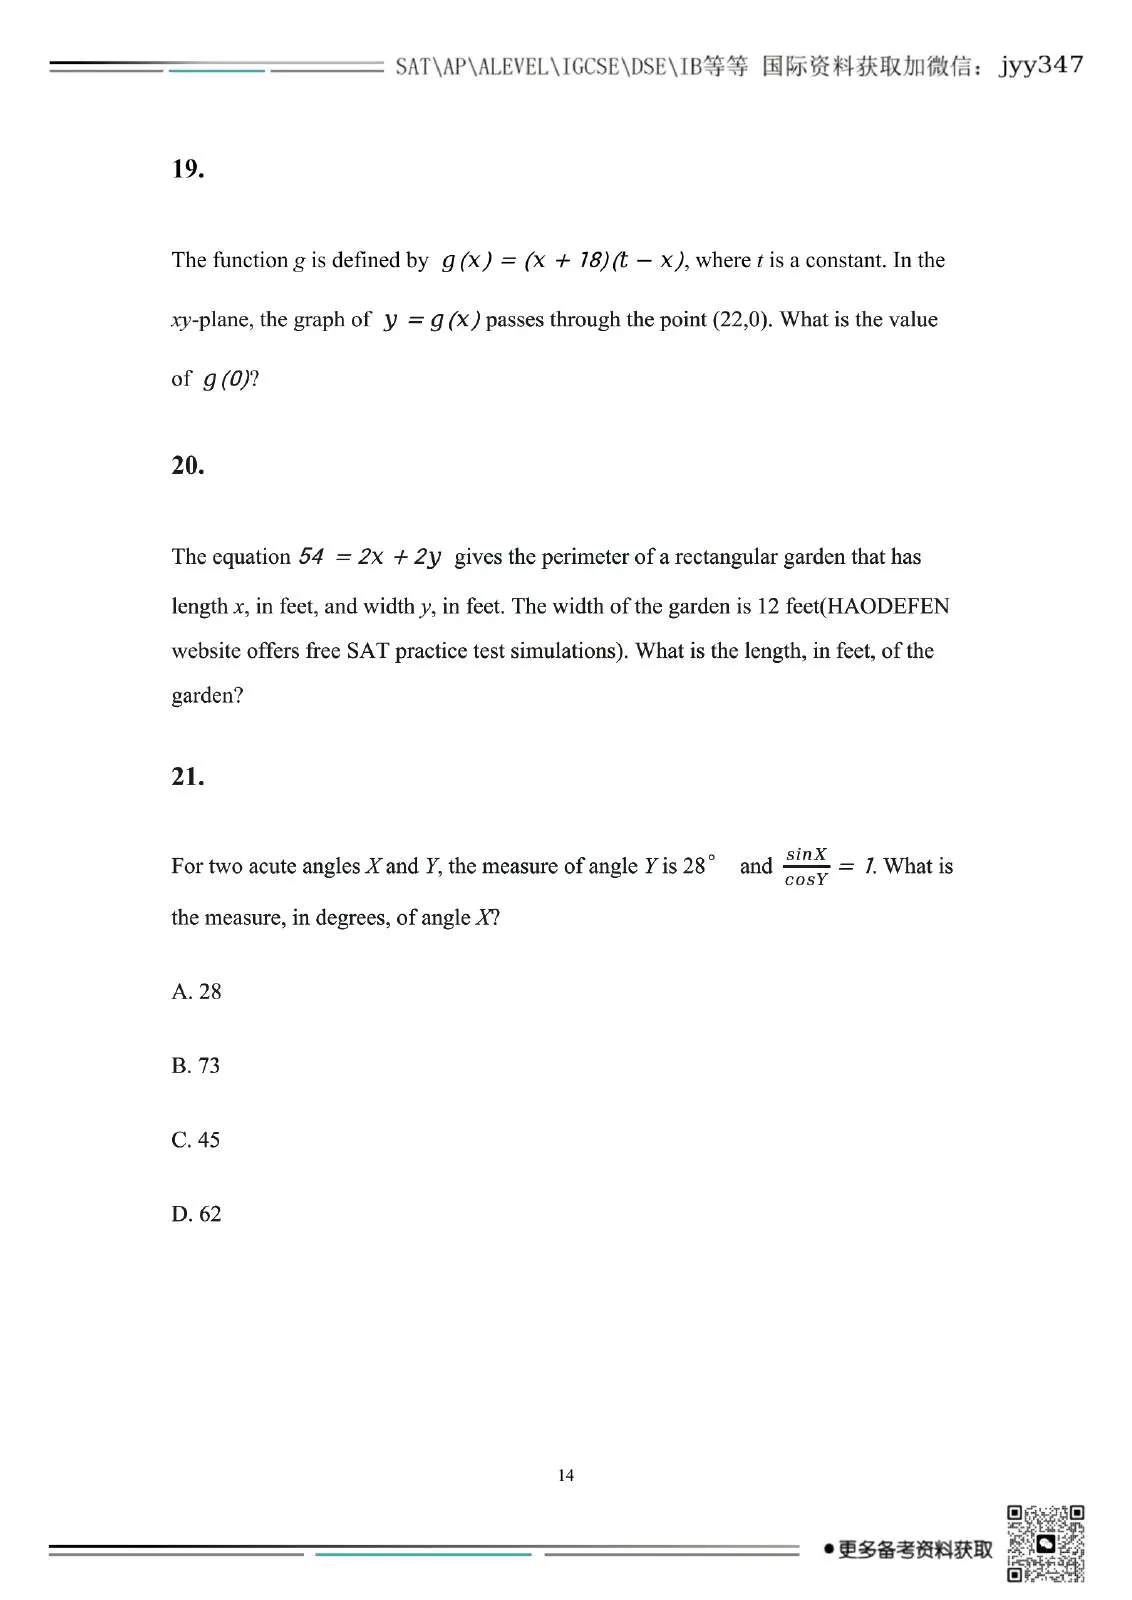 SAT\AP\ALEVEL\IGCSE\DSE\IB等等 国际资料获取加微信: jyy347
19.
The function g is defined by g(x) = (x + 18)(t − x), where t is a constant. In the
xy-plane, the graph of y = g(x) passes through the point (22,0). What is the value
of g(0)?
20.
The equation 54 = 2x + 2y gives the perimeter of a rectangular garden that has
length x, in feet, and width y, in feet. The width of the garden is 12 feet(HAODEFEN
website offers free SAT practice test simulations). What is the length, in feet, of the
garden?
21.
For two acute angles X and Y, the measure of angle Y is 28° and sinX/cosY = 1. What is
the measure, in degrees, of angle X?
A. 28
B. 73
C. 45
D. 62
14
●更多备考资料获取